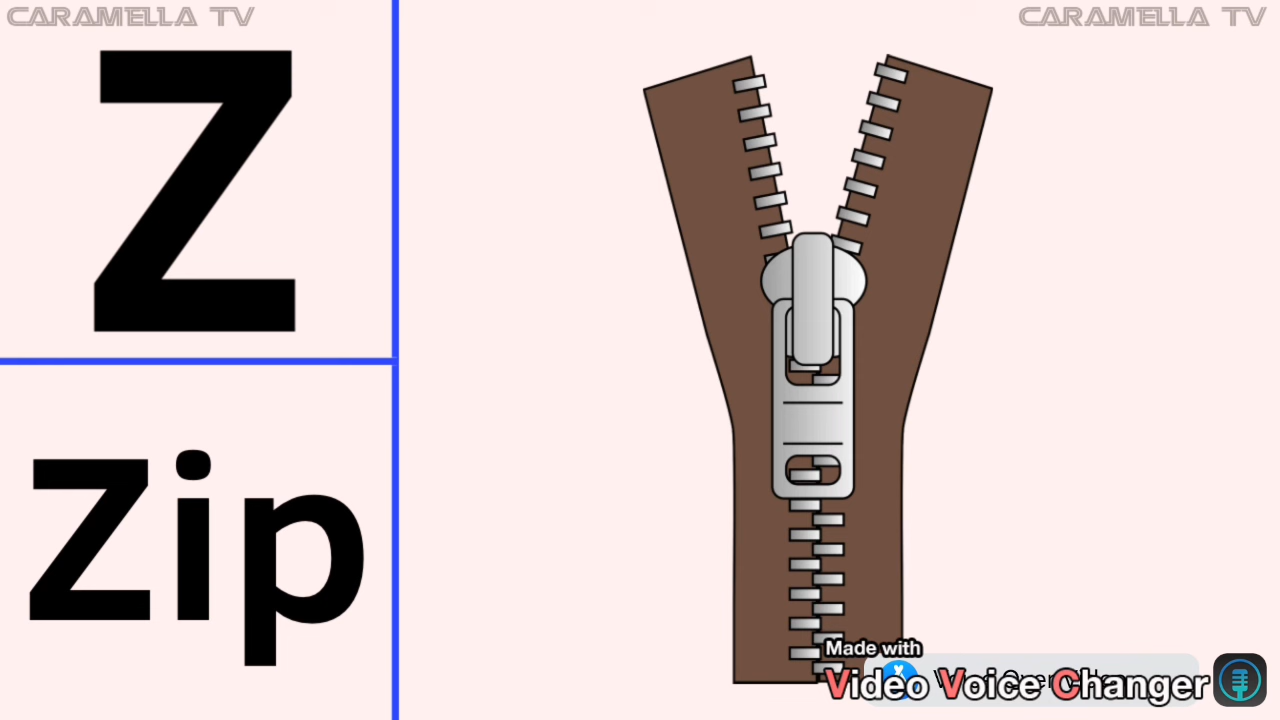 CARAMELLA TV
CARAMELLA TV
Z
Zip
Made with
Video Voice Changer